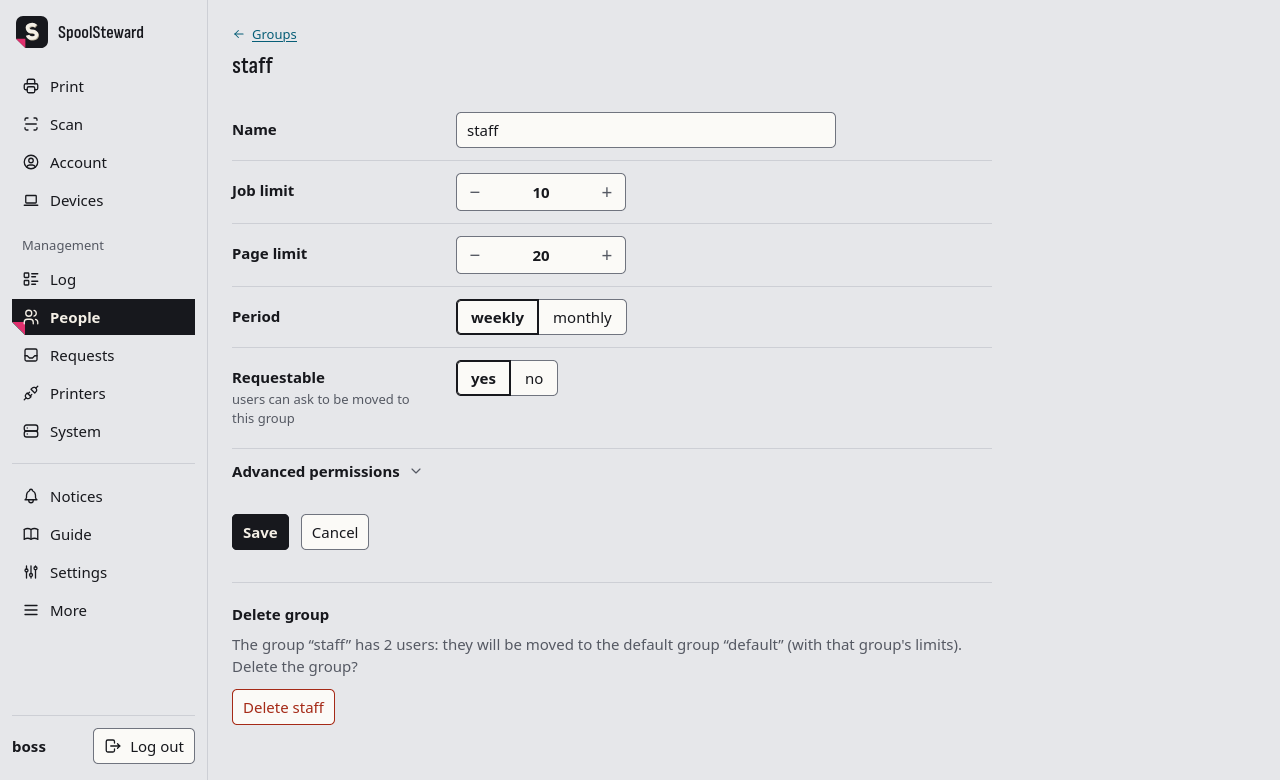 SpoolSteward
Print
Scan
Account
Devices
Management
Log
People
Requests
Printers
System
Notices
Guide
Settings
More
boss
Log out
← Groups
staff
Name
staff
Job limit
− 10 +
Page limit
− 20 +
Period
weekly monthly
Requestable
users can ask to be moved to
this group
yes no
Advanced permissions
Save Cancel
Delete group
The group “staff” has 2 users: they will be moved to the default group “default” (with that group's limits).
Delete the group?
Delete staff